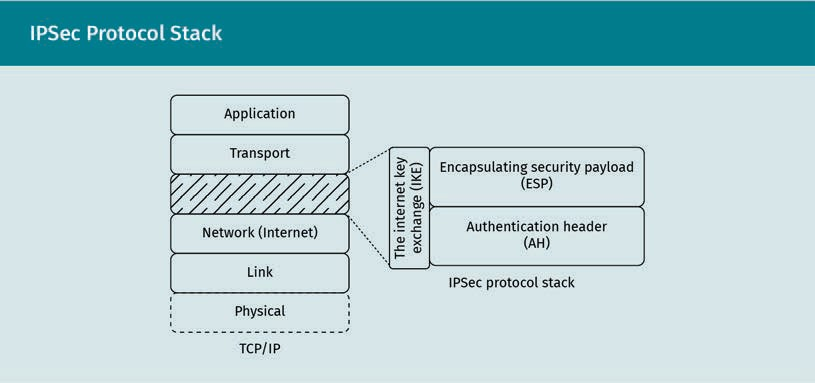 IPSec Protocol Stack
Application
Transport
Network (Internet)
Link
Physical
TCP/IP
The internet key
exchange (IKE)
Encapsulating security payload
(ESP)
Authentication header
(AH)
IPSec protocol stack